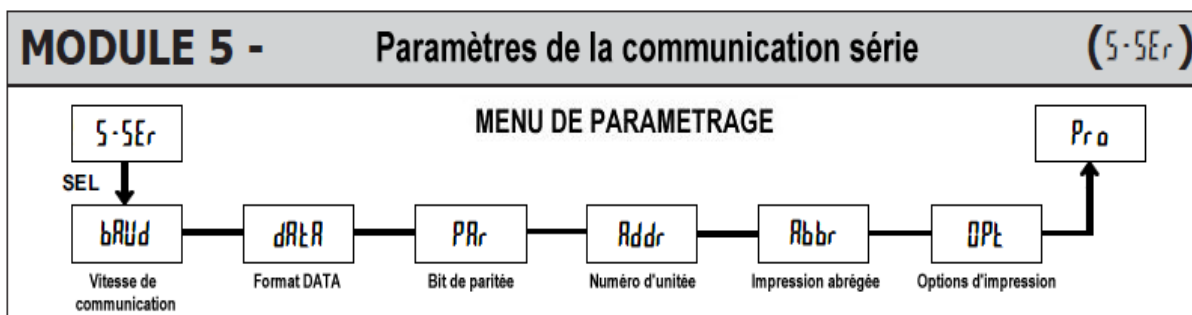 MODULE 5 - Paramètres de la communication série (5-SEr)
MENU DE PARAMETRAGE
5-SEr
Pro
SEL
bAUd
dAtA
PAr
Addr
Abbr
OPt
Vitesse de
communication
Format DATA
Bit de paritée
Numéro d'unitée
Impression abrégée
Options d'impression